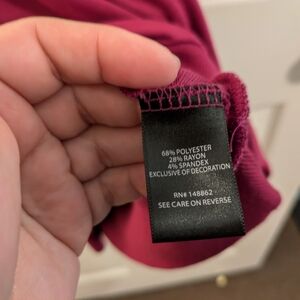 68% POLYESTER
28% RAYON
4% SPANDEX
EXCLUSIVE OF DECORATION
RN# 148862
SEE CARE ON REVERSE